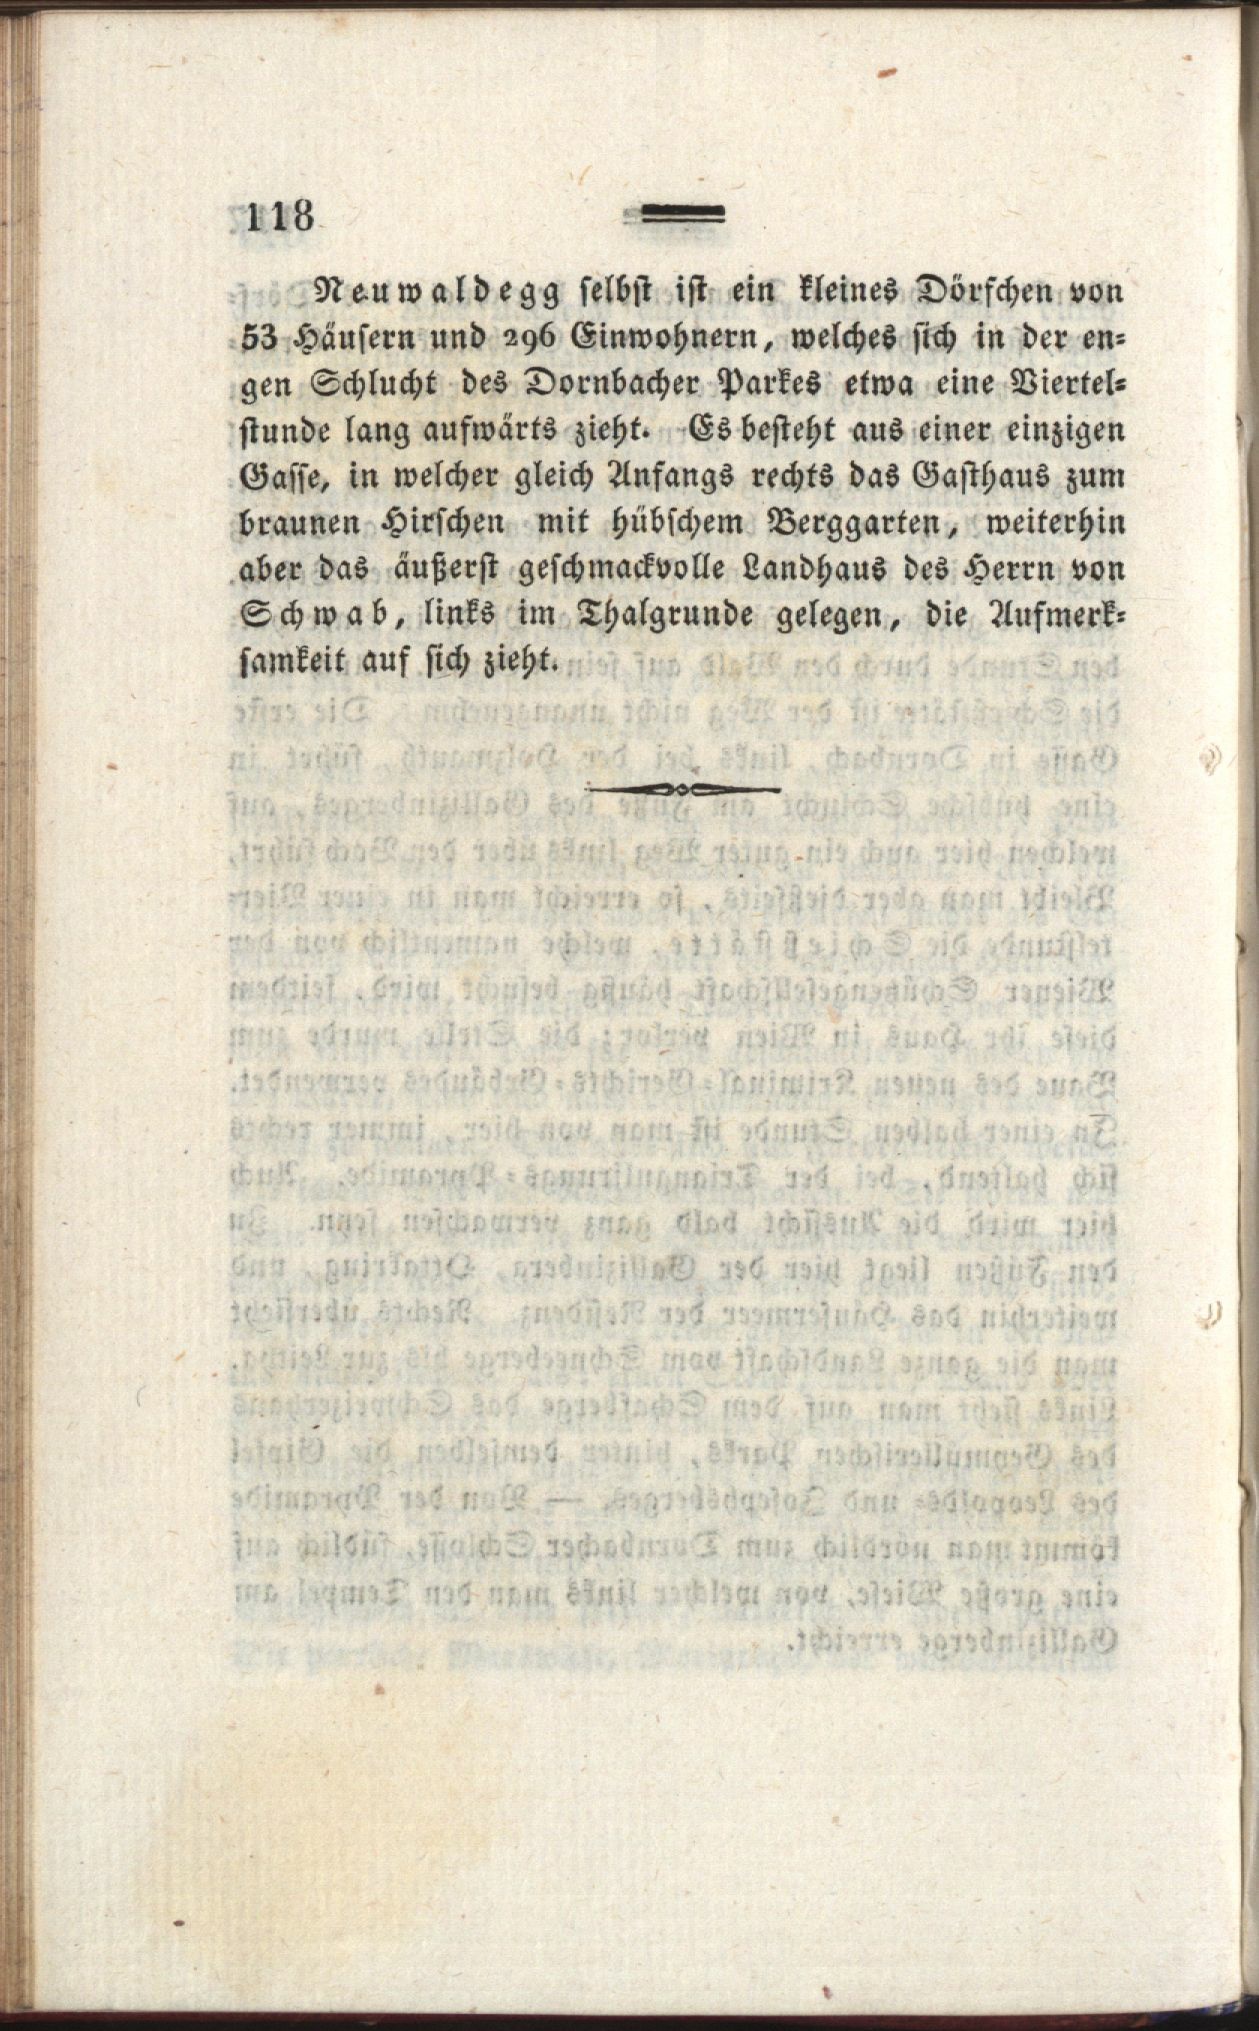 118
Neuwaldegg selbst ist ein kleines Dörfchen von
53 Häusern und 296 Einwohnern, welches sich in der en-
gen Schlucht des Dornbacher Parkes etwa eine Viertel-
stunde lang aufwärts zieht. Es besteht aus einer einzigen
Gasse, in welcher gleich Anfangs rechts das Gasthaus zum
braunen Hirschen mit hübschem Berggarten, weiterhin
aber das äußerst geschmackvolle Landhaus des Herrn von
Schwab, links im Thalgrunde gelegen, die Aufmerk-
samkeit auf sich zieht.